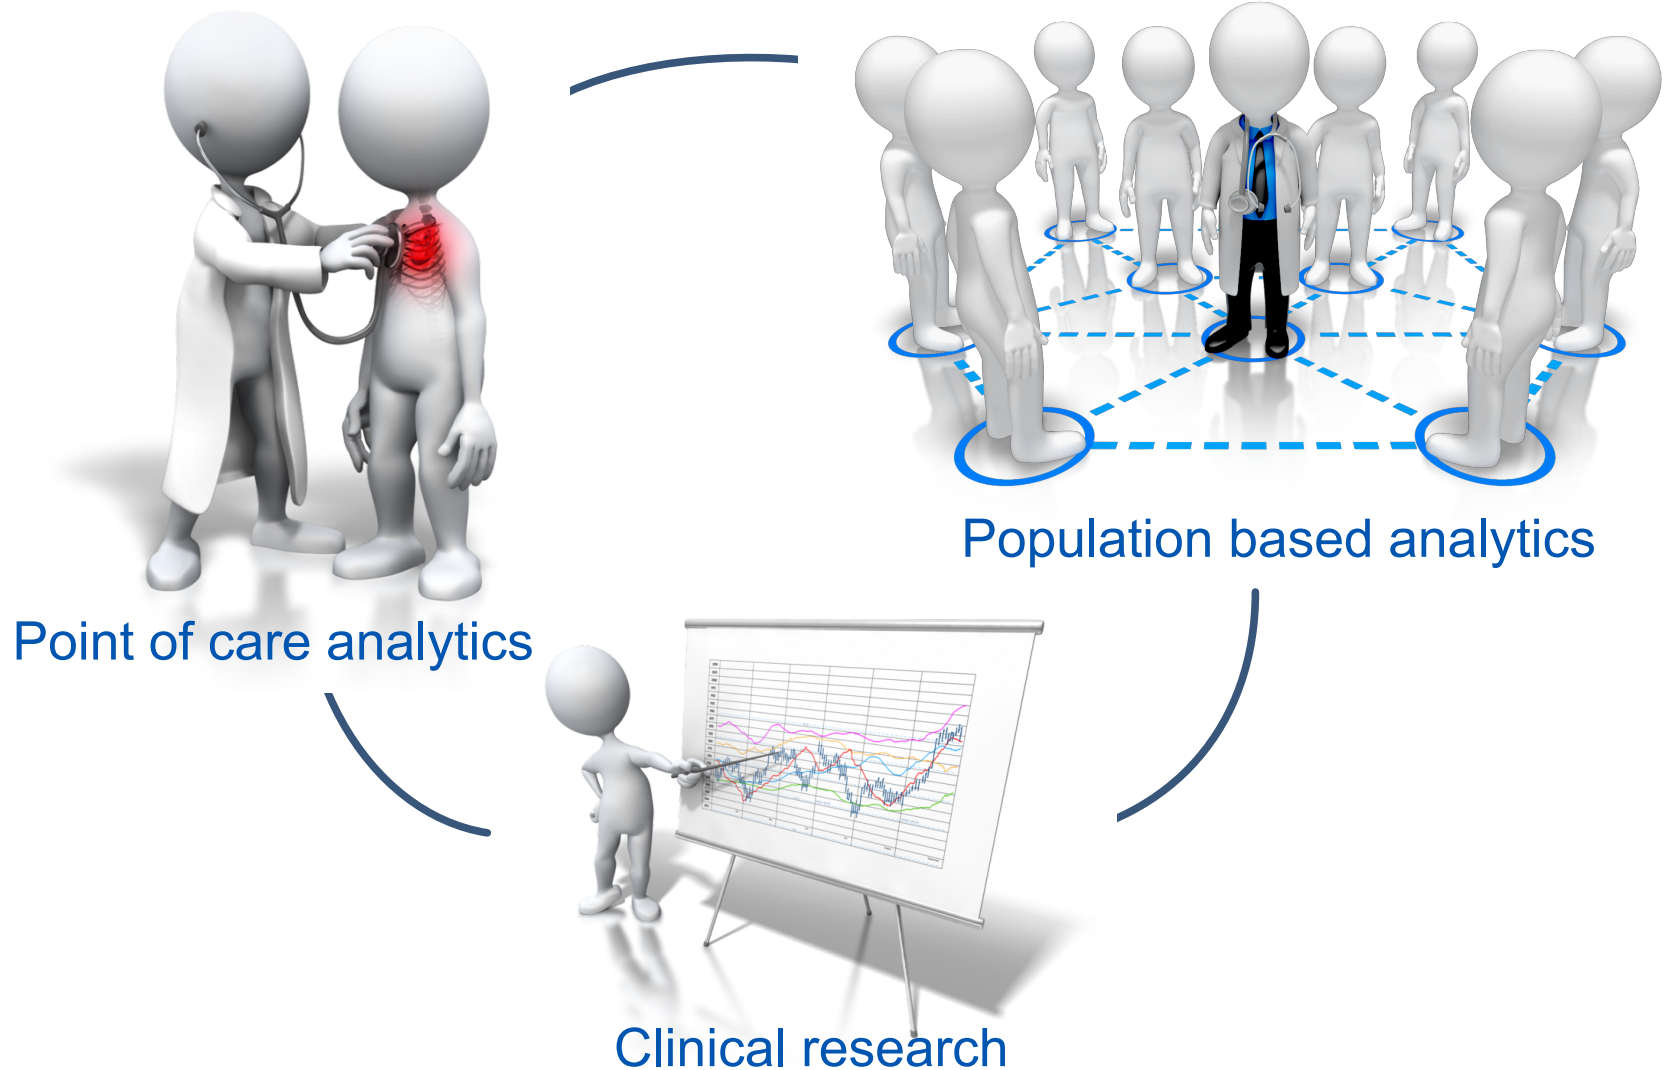 Population based analytics
Point of care analytics
Clinical research